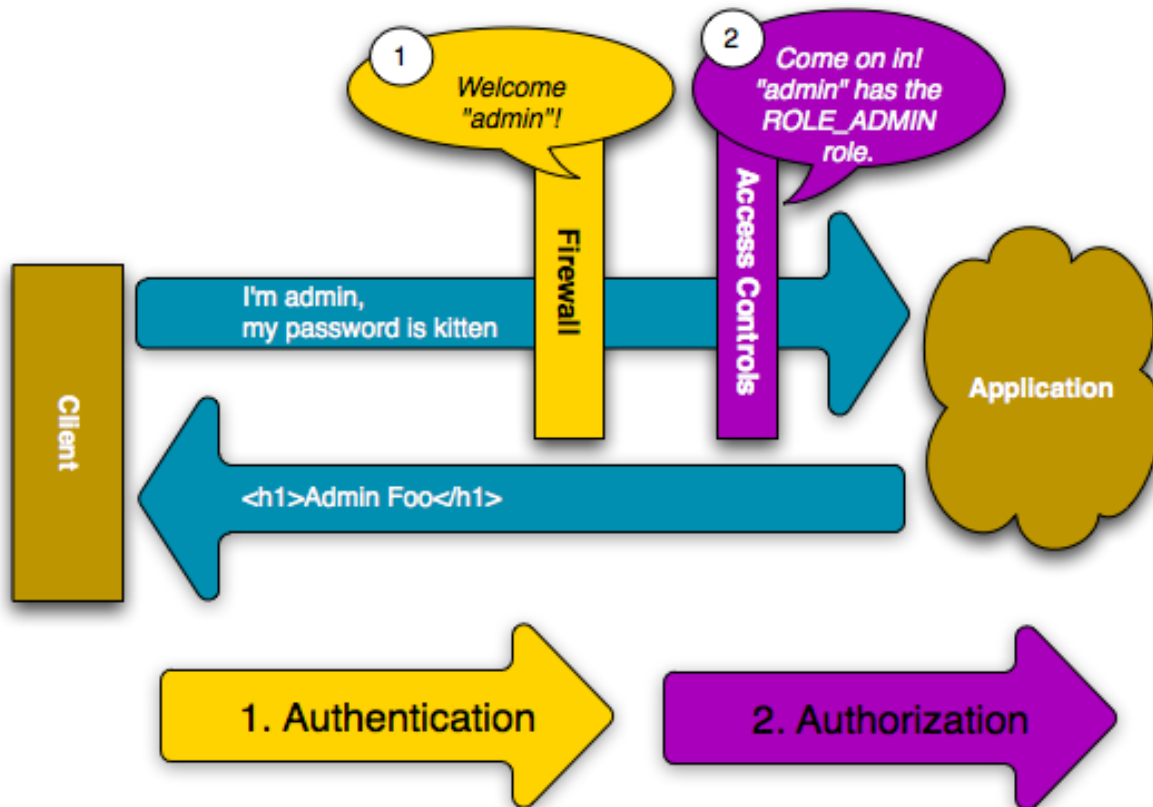 1
Welcome
"admin"!
2
Come on in!
"admin" has the
ROLE_ADMIN
role.
Firewall
Access Controls
I'm admin,
my password is kitten
Client
Application
<h1>Admin Foo</h1>
1. Authentication
2. Authorization